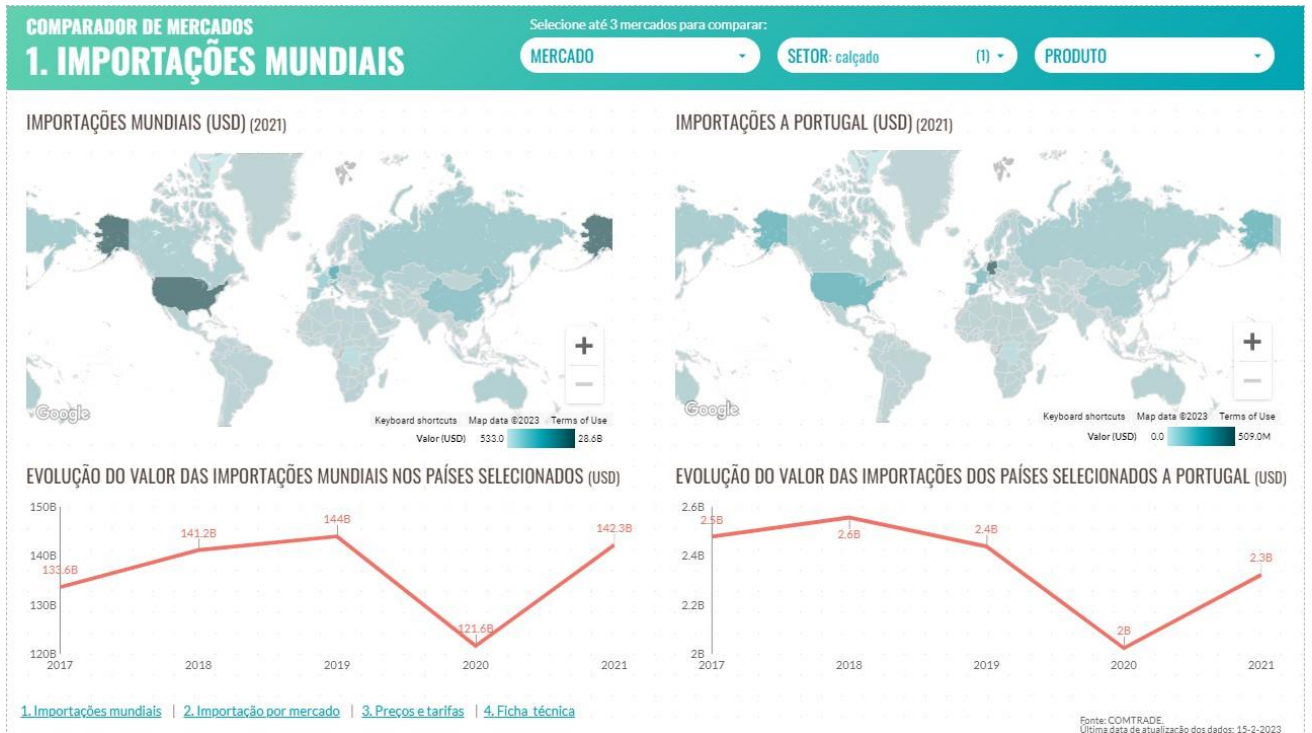 COMPARADOR DE MERCADOS
1. IMPORTAÇÕES MUNDIAIS
Selecione até 3 mercados para comparar:
MERCADO
SETOR: calçado (1)
PRODUTO
IMPORTAÇÕES MUNDIAIS (USD) (2021)
Google
Keyboard shortcuts Map data ©2023 Terms of Use
Valor (USD) 533.0 28.6B
IMPORTAÇÕES A PORTUGAL (USD) (2021)
Google
Keyboard shortcuts Map data ©2023 Terms of Use
Valor (USD) 0.0 509.0M
EVOLUÇÃO DO VALOR DAS IMPORTAÇÕES MUNDIAIS NOS PAÍSES SELECIONADOS (USD)
150B
140B
130B
120B
133.6B
141.2B
144B
121.6B
142.3B
2017 2018 2019 2020 2021
EVOLUÇÃO DO VALOR DAS IMPORTAÇÕES DOS PAÍSES SELECIONADOS A PORTUGAL (USD)
2.6B
2.4B
2.2B
2B
2.5B
2.6B
2.4B
2B
2.3B
2017 2018 2019 2020 2021
1. Importações mundiais | 2. Importação por mercado | 3. Preços e tarifas | 4. Ficha técnica
Fonte: COMTRADE.
Última data de atualização dos dados: 15-2-2023